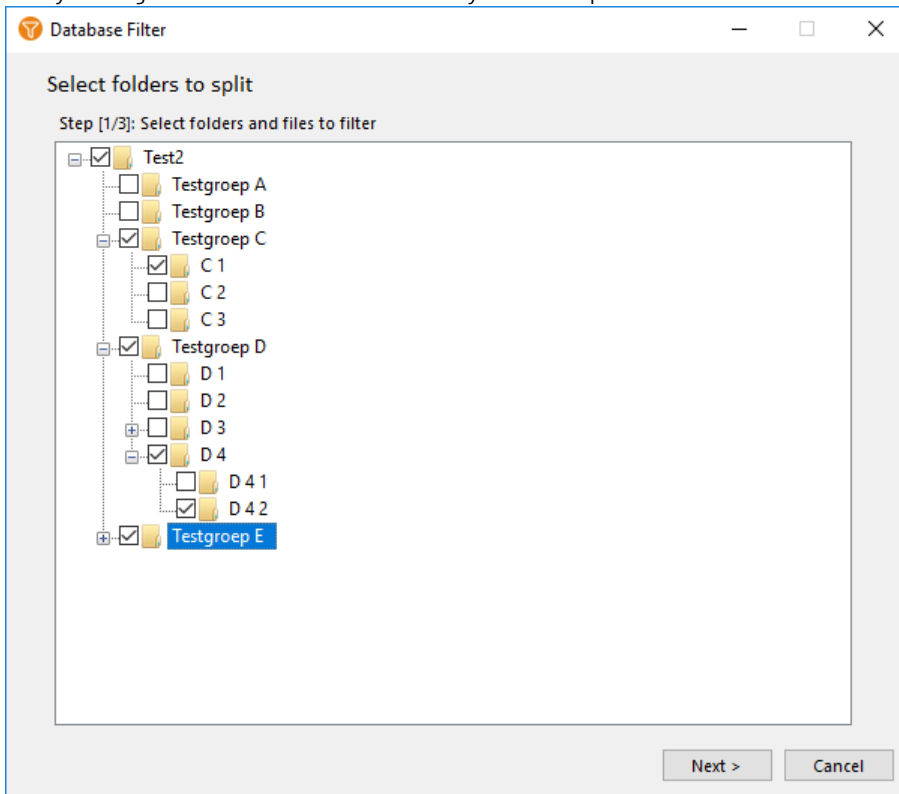 Database Filter
Select folders to split
Step [1/3]: Select folders and files to filter
Test2
Testgroep A
Testgroep B
Testgroep C
C 1
C 2
C 3
Testgroep D
D 1
D 2
D 3
D 4
D 4 1
D 4 2
Testgroep E
Next >
Cancel